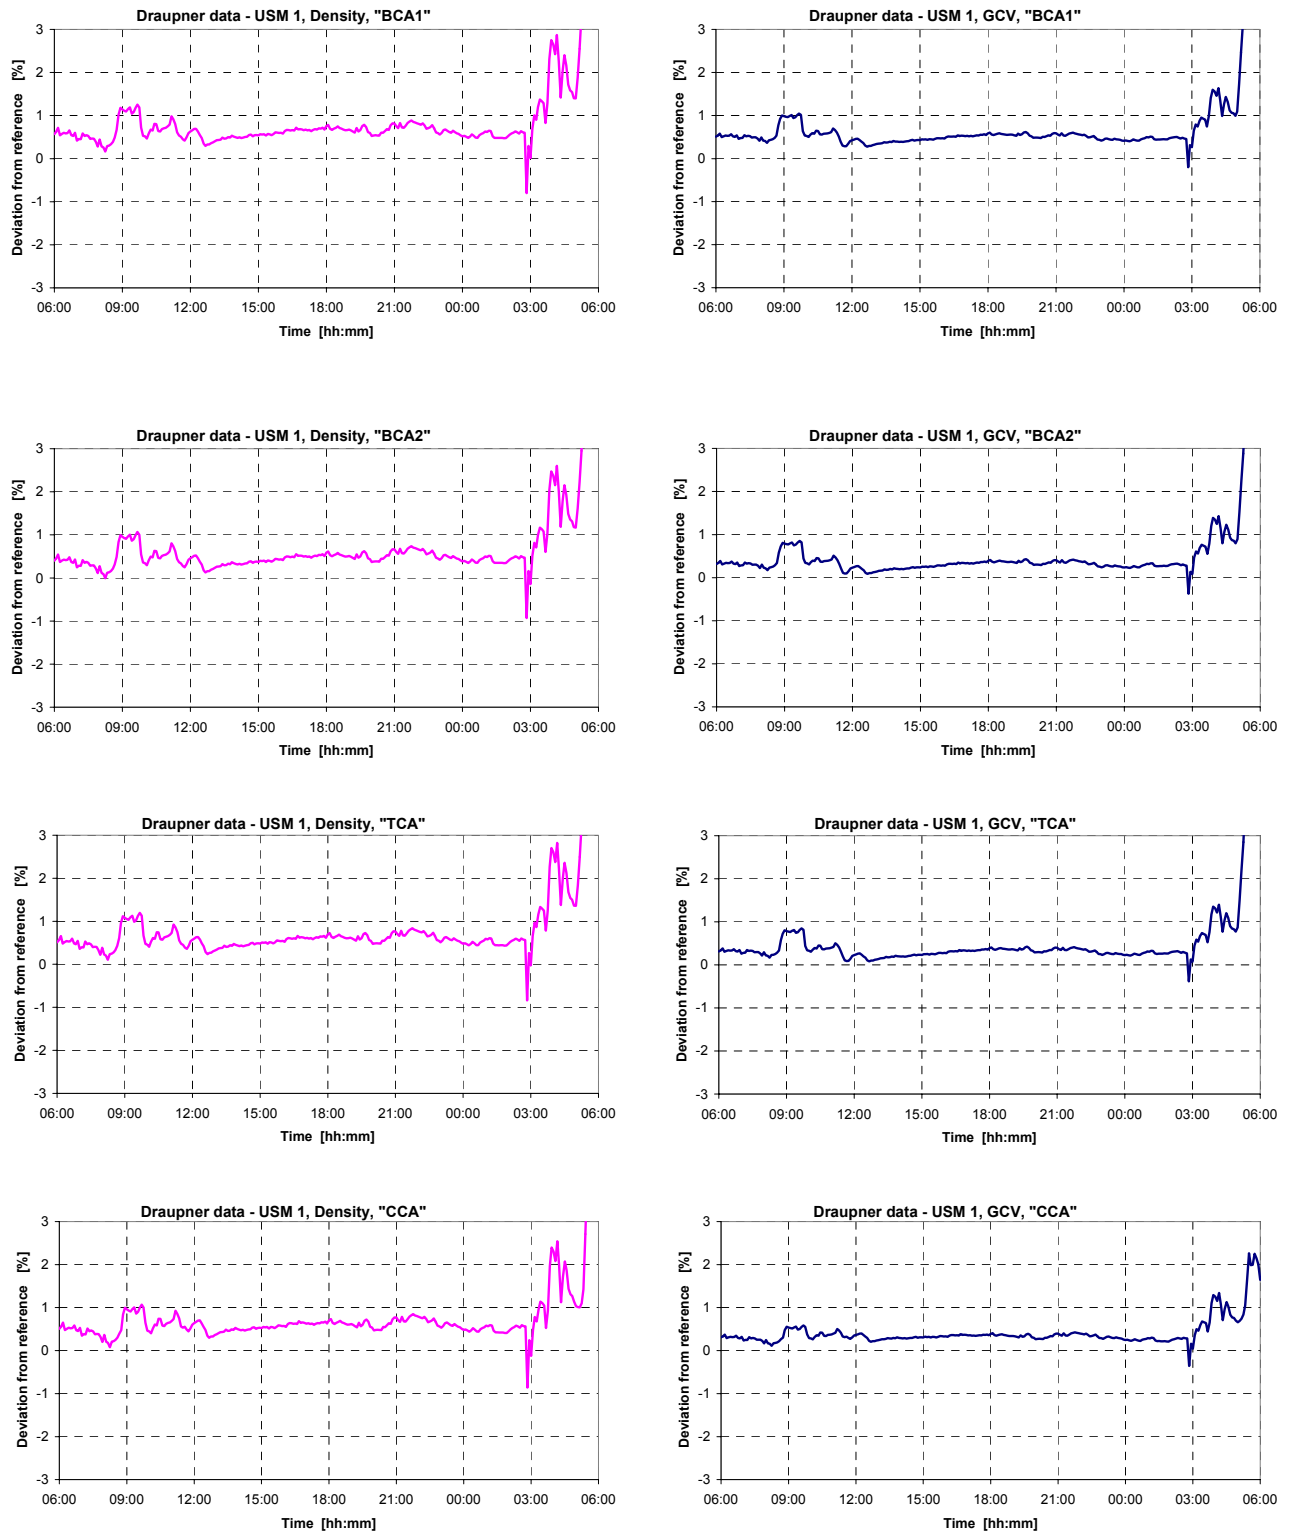 Draupner data - USM 1, Density, "BCA1"
Deviation from reference [%]
3
2
1
0
-1
-2
-3
06:00 09:00 12:00 15:00 18:00 21:00 00:00 03:00 06:00
Time [hh:mm]
Draupner data - USM 1, GCV, "BCA1"
Deviation from reference [%]
3
2
1
0
-1
-2
-3
06:00 09:00 12:00 15:00 18:00 21:00 00:00 03:00 06:00
Time [hh:mm]
Draupner data - USM 1, Density, "BCA2"
Deviation from reference [%]
3
2
1
0
-1
-2
-3
06:00 09:00 12:00 15:00 18:00 21:00 00:00 03:00 06:00
Time [hh:mm]
Draupner data - USM 1, GCV, "BCA2"
Deviation from reference [%]
3
2
1
0
-1
-2
-3
06:00 09:00 12:00 15:00 18:00 21:00 00:00 03:00 06:00
Time [hh:mm]
Draupner data - USM 1, Density, "TCA"
Deviation from reference [%]
3
2
1
0
-1
-2
-3
06:00 09:00 12:00 15:00 18:00 21:00 00:00 03:00 06:00
Time [hh:mm]
Draupner data - USM 1, GCV, "TCA"
Deviation from reference [%]
3
2
1
0
-1
-2
-3
06:00 09:00 12:00 15:00 18:00 21:00 00:00 03:00 06:00
Time [hh:mm]
Draupner data - USM 1, Density, "CCA"
Deviation from reference [%]
3
2
1
0
-1
-2
-3
06:00 09:00 12:00 15:00 18:00 21:00 00:00 03:00 06:00
Time [hh:mm]
Draupner data - USM 1, GCV, "CCA"
Deviation from reference [%]
3
2
1
0
-1
-2
-3
06:00 09:00 12:00 15:00 18:00 21:00 00:00 03:00 06:00
Time [hh:mm]